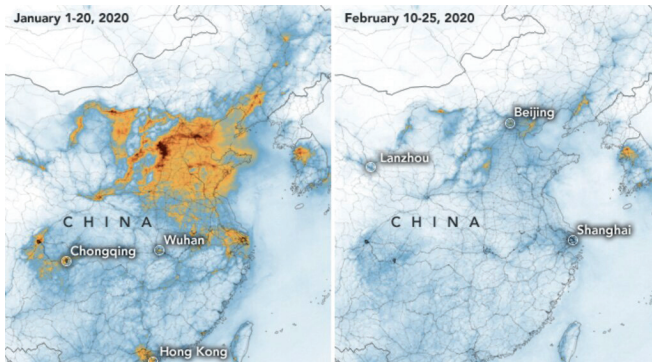 January 1-20, 2020
CHINA
Wuhan
Chongqing
Hong Kong
February 10-25, 2020
Beijing
Lanzhou
CHINA
Shanghai